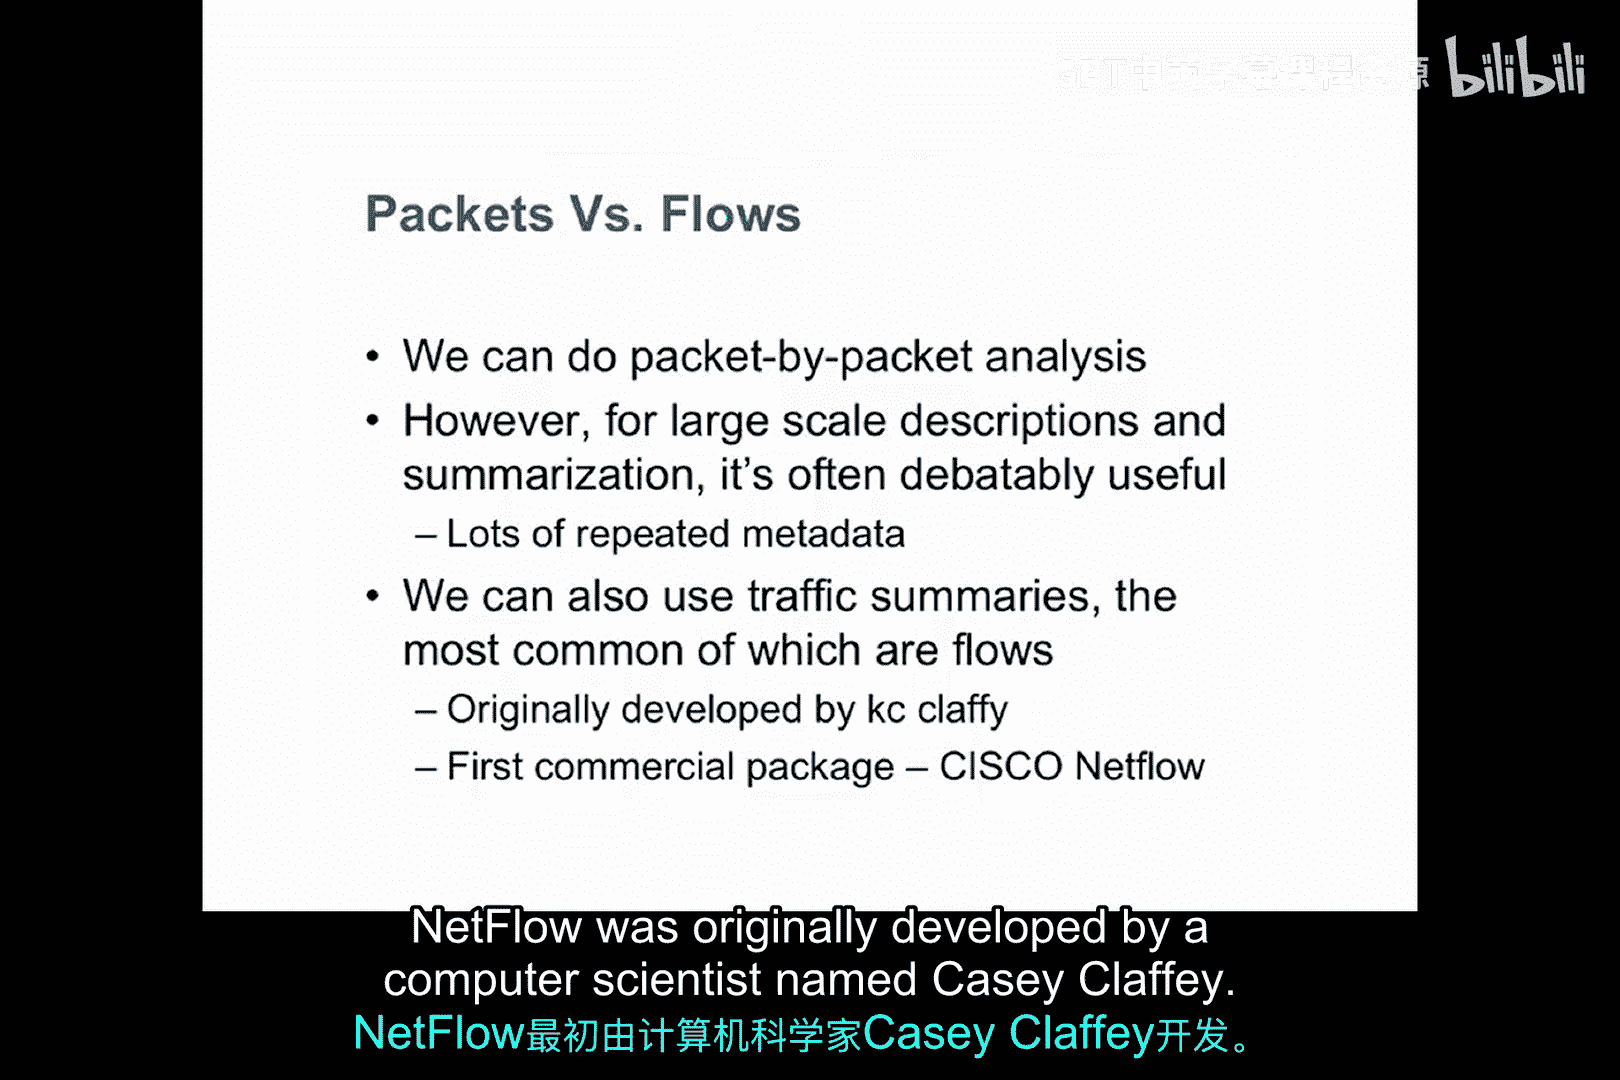 bilibili
Packets Vs. Flows
• We can do packet-by-packet analysis
• However, for large scale descriptions and
summarization, it's often debatably useful
– Lots of repeated metadata
• We can also use traffic summaries, the
most common of which are flows
– Originally developed by kc claffy
– First commercial package – CISCO Netflow
NetFlow was originally developed by a
computer scientist named Casey Claffey.
NetFlow最初由计算机科学家Casey Claffey开发。